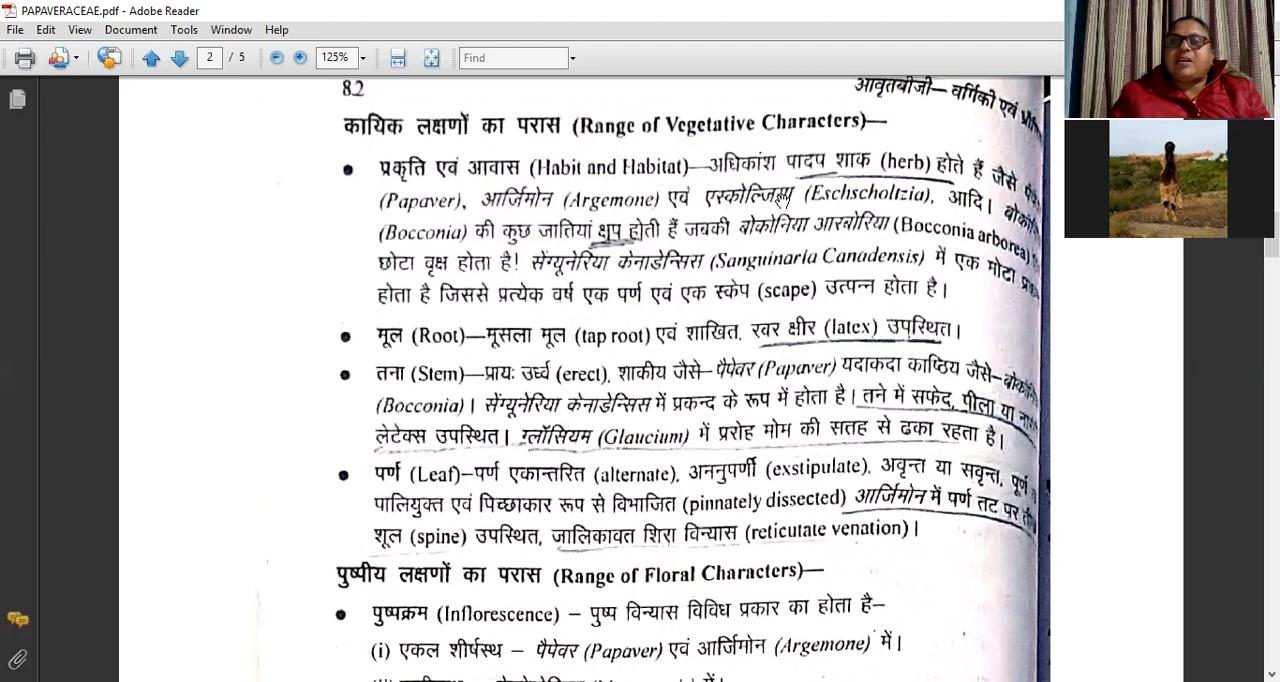 PAPAVERACEAE.pdf - Adobe Reader
File Edit View Document Tools Window Help
2 / 5 125% Find
82
आवृतबीजी— वर्गिकी एवं
कायिक लक्षणों का परास (Range of Vegetative Characters)—
• प्रकृति एवं आवास (Habit and Habitat)—अधिकांश पादप शाक (herb) होते हैं जैसे
(Papaver), आर्जिमोन (Argemone) एवं (Eschscholtzia), आदि।
(Bocconia) की कुछ जातियां क्षुप होती हैं जबकी बोकोनिया आरबोरिया (Bocconia arborea)
छोटा वृक्ष होता है! सेंग्यूनेरिया केनाडेन्सिस (Sanguinaria Canadensis) में एक मोटा
होता है जिससे प्रत्येक वर्ष एक पर्ण एवं एक स्केप (scape) उत्पन्न होता है।
• मूल (Root)—मूसला मूल (tap root) एवं शाखित, रबर क्षीर (latex) उपस्थित।
• तना (Stem)—प्रायः उर्ध्व (erect), शाकीय जैसे—पैपेवर (Papaver) यदाकदा काष्ठिय जैसे—
(Bocconia)। सेंग्यूनेरिया केनाडेन्सिस में प्रकन्द के रूप में होता है। तने में सफेद, पीला या
लेटेक्स उपस्थित। ग्लॉसियम (Glaucium) में प्ररोह मोम की सतह से ढका रहता है।
• पर्ण (Leaf)—पर्ण एकान्तरित (alternate), अननुपर्णी (exstipulate), अवृन्त या सवृन्त, पूर्ण
पालियुक्त एवं पिच्छाकार रूप से विभाजित (pinnately dissected) आर्जिमोन में पर्ण तट पर
शूल (spine) उपस्थित, जालिकावत शिरा विन्यास (reticutate venation)।
पुष्पीय लक्षणों का परास (Range of Floral Characters)—
• पुष्पक्रम (Inflorescence) – पुष्प विन्यास विविध प्रकार का होता है–
(i) एकल शीर्षस्थ – पैपेवर (Papaver) एवं आर्जिमोन (Argemone) में।